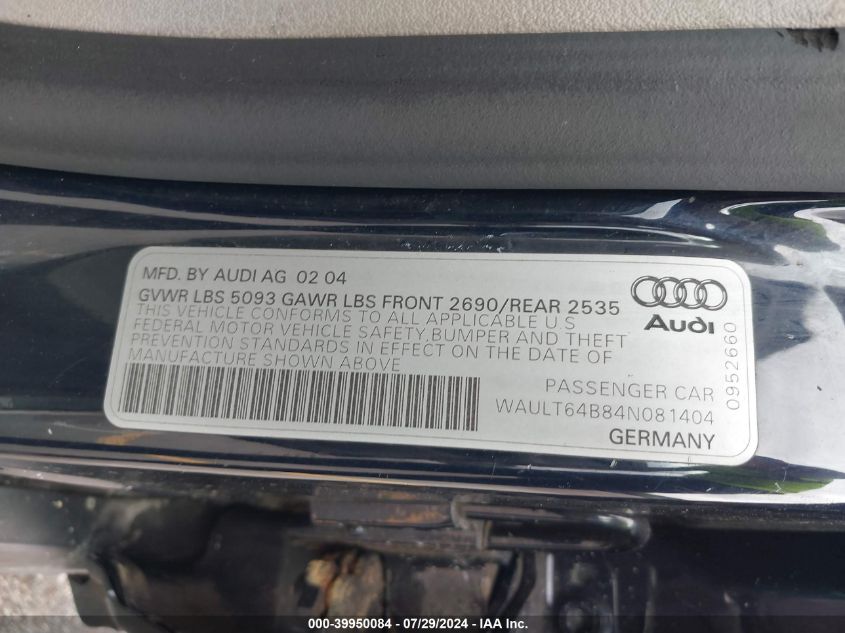 MFD. BY AUDI AG 02 04
GVWR LBS 5093 GAWR LBS FRONT 2690/REAR 2535
THIS VEHICLE CONFORMS TO ALL APPLICABLE U S
FEDERAL MOTOR VEHICLE SAFETY,BUMPER AND THEFT
PREVENTION STANDARDS IN EFFECT ON THE DATE OF
MANUFACTURE SHOWN ABOVE
Audi
0952660
PASSENGER CAR
WAULT64B84N081404
GERMANY
000-39950084 / 07/29/2024 - IAA Inc.